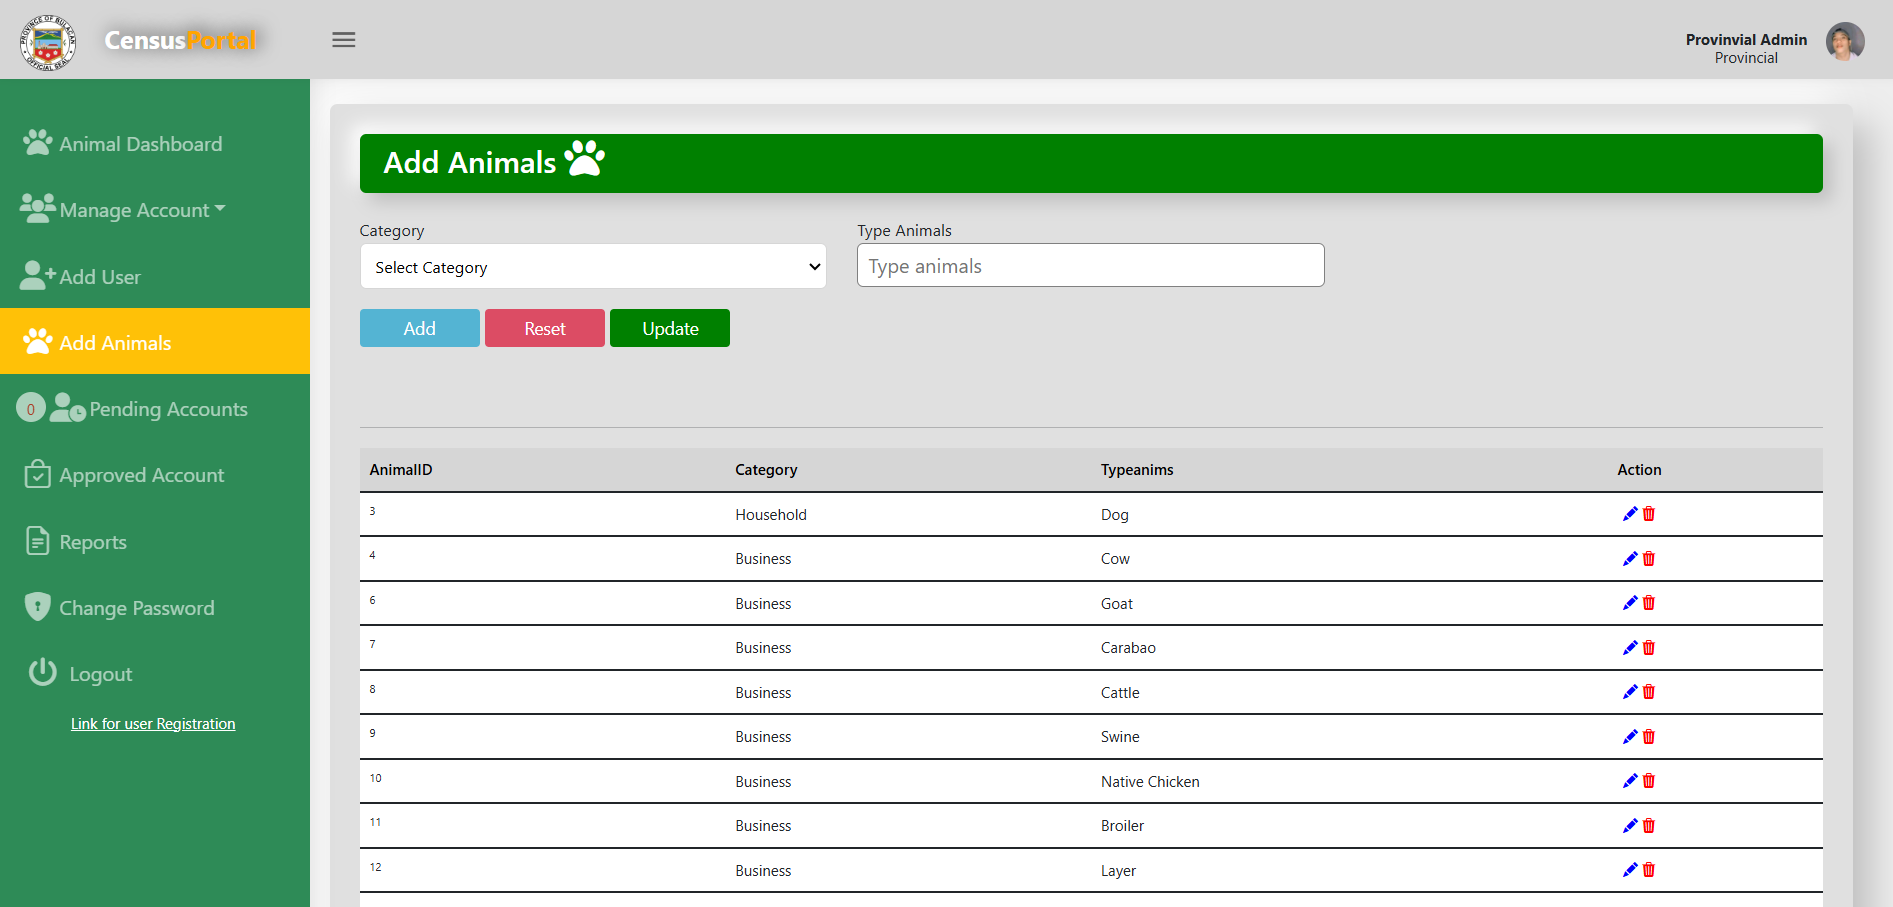 PROVINCE OF BULACAN
OFFICIAL SEAL
CensusPortal
Provinvial Admin
Provincial
Animal Dashboard
Manage Account
Add User
Add Animals
0 Pending Accounts
Approved Account
Reports
Change Password
Logout
Link for user Registration
Add Animals
Category Type Animals
Select Category Type animals
Add Reset Update
AnimalID Category Typeanims Action
3 Household Dog
4 Business Cow
6 Business Goat
7 Business Carabao
8 Business Cattle
9 Business Swine
10 Business Native Chicken
11 Business Broiler
12 Business Layer